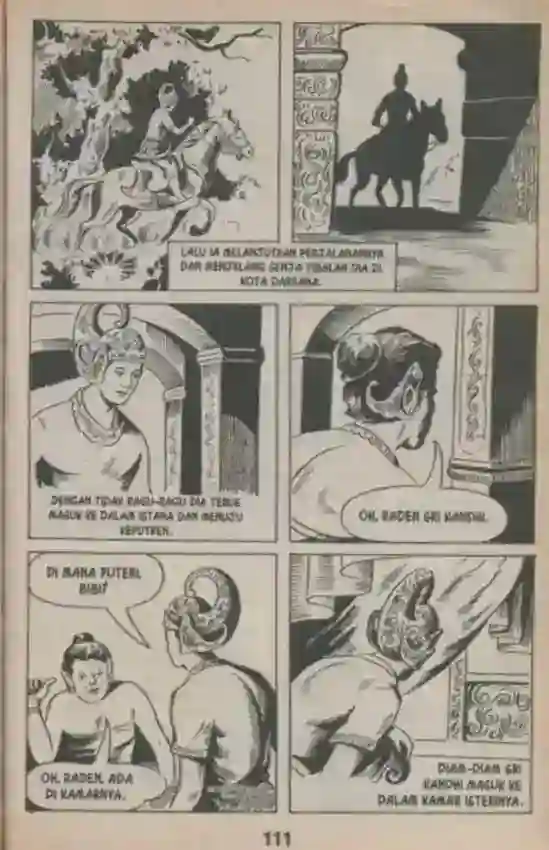 LALU IA MELANJUTKAN PERJALANANNYA
DAN MENJELANG SENJA TIBALAH IA DI
KOTA
DENGAN TIDAK RAGU-RAGU DIA TERUS
MASUK KE DALAM ISTANA DAN MENUJU
KEPUTREN.
OH, RADEN SRI KANDHI.
DI MANA PUTERI,
BIBI?
OH, RADEN, ADA
DI KAMARNYA.
DIAM-DIAM SRI
KANDHI MASUK KE
DALAM KAMAR ISTERINYA.
111